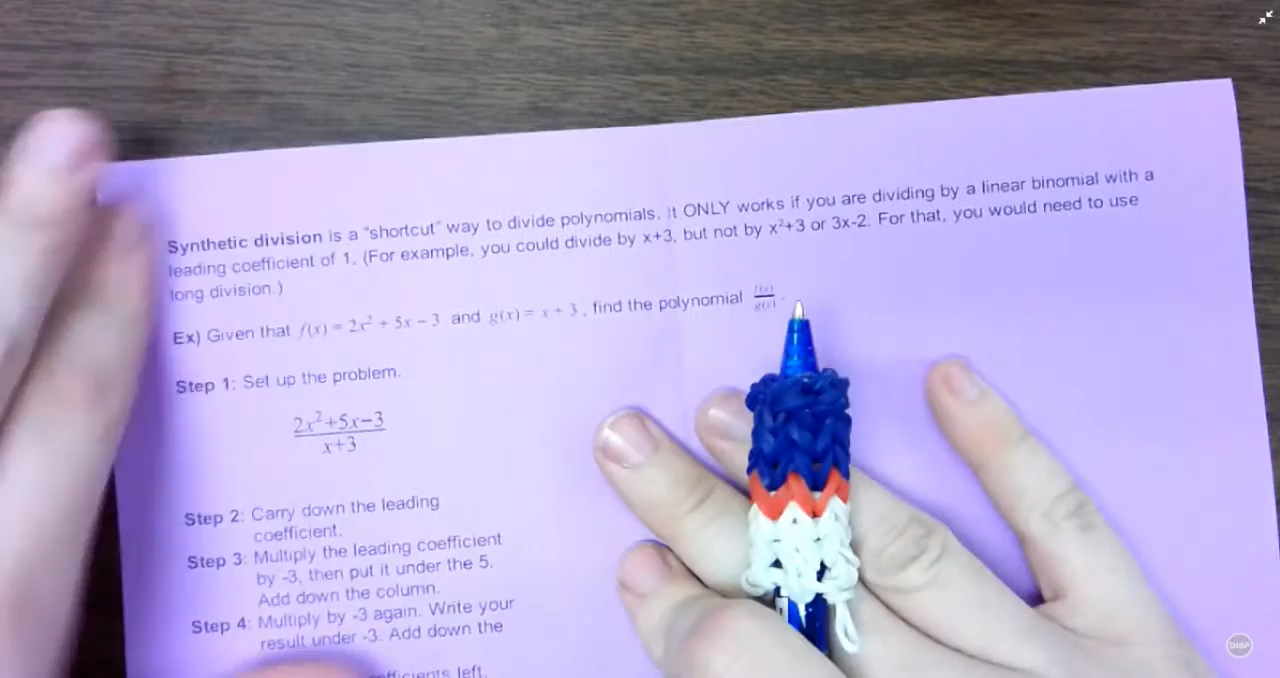 Synthetic division is a "shortcut" way to divide polynomials. It ONLY works if you are dividing by a linear binomial with a
leading coefficient of 1. (For example, you could divide by x+3, but not by x²+3 or 3x-2. For that, you would need to use
long division.)
Ex) Given that f(x) = 2x² + 5x − 3 and g(x) = x + 3, find the polynomial f(x)/g(x).
Step 1: Set up the problem.
2x²+5x−3
x+3
Step 2: Carry down the leading
coefficient.
Step 3: Multiply the leading coefficient
by -3, then put it under the 5.
Add down the column.
Step 4: Multiply by -3 again. Write your
result under -3. Add down the
left.